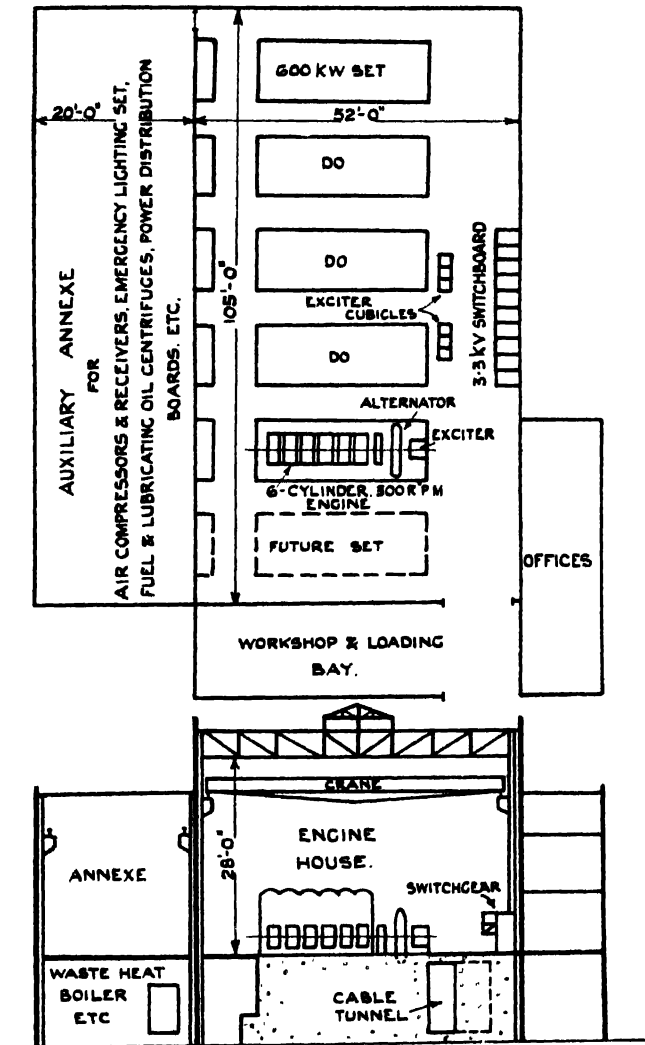 600 KW SET
20'-0"
52'-0"
DO
DO
DO
105'-0"
EXCITER
CUBICLES
3·3 KV SWITCHBOARD
AUXILIARY ANNEXE
FOR
AIR COMPRESSORS & RECEIVERS, EMERGENCY LIGHTING SET,
FUEL & LUBRICATING OIL CENTRIFUGES, POWER DISTRIBUTION
BOARDS. ETC.
ALTERNATOR
EXCITER
6-CYLINDER. 500 R'PM
ENGINE
FUTURE SET
OFFICES
WORKSHOP & LOADING
BAY.
CRANE
ENGINE
HOUSE.
28'-0"
ANNEXE
SWITCHGEAR
WASTE HEAT
BOILER
ETC
CABLE
TUNNEL